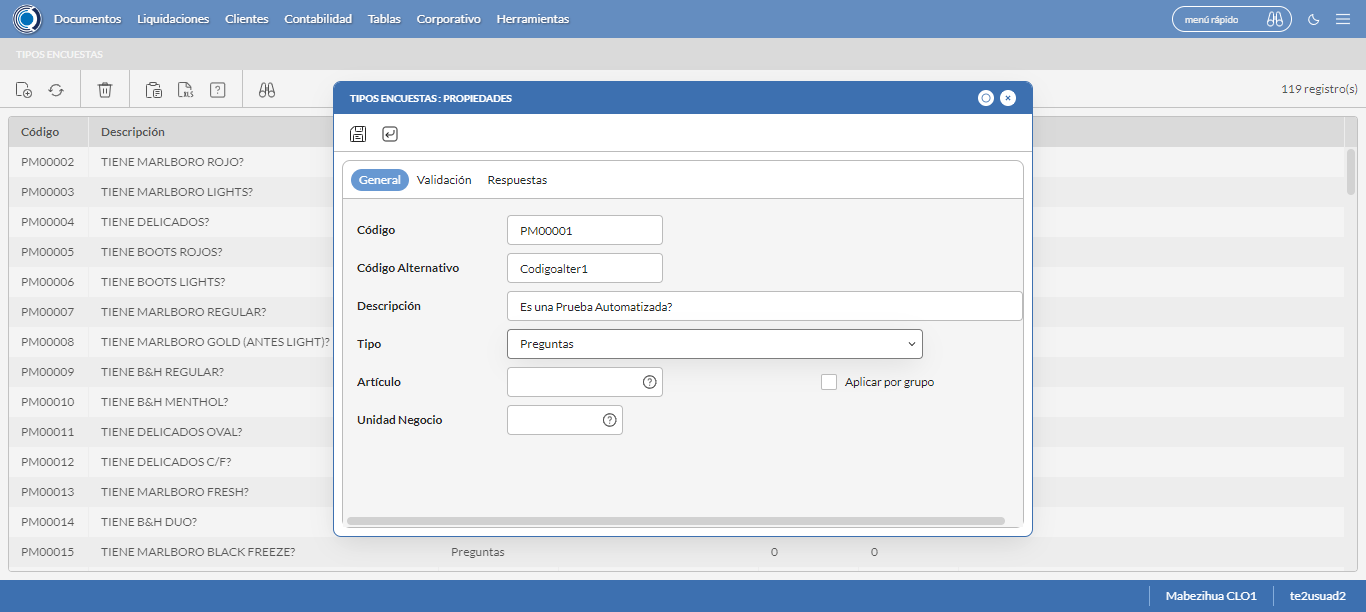 Documentos Liquidaciones Clientes Contabilidad Tablas Corporativo Herramientas menú rápido
TIPOS ENCUESTAS
XLS ? 119 registro(s)
TIPOS ENCUESTAS : PROPIEDADES
Código Descripción
General Validación Respuestas
PM00002 TIENE MARLBORO ROJO?
PM00003 TIENE MARLBORO LIGHTS?
PM00004 TIENE DELICADOS?
PM00005 TIENE BOOTS ROJOS?
PM00006 TIENE BOOTS LIGHTS?
PM00007 TIENE MARLBORO REGULAR?
PM00008 TIENE MARLBORO GOLD (ANTES LIGHT)?
PM00009 TIENE B&H REGULAR?
PM00010 TIENE B&H MENTHOL?
PM00011 TIENE DELICADOS OVAL?
PM00012 TIENE DELICADOS C/F?
PM00013 TIENE MARLBORO FRESH?
PM00014 TIENE B&H DUO?
PM00015 TIENE MARLBORO BLACK FREEZE? Preguntas 0 0
Código PM00001
Código Alternativo Codigoalter1
Descripción Es una Prueba Automatizada?
Tipo Preguntas
Artículo ? Aplicar por grupo
Unidad Negocio ?
Mabezihua CLO1 te2usuad2